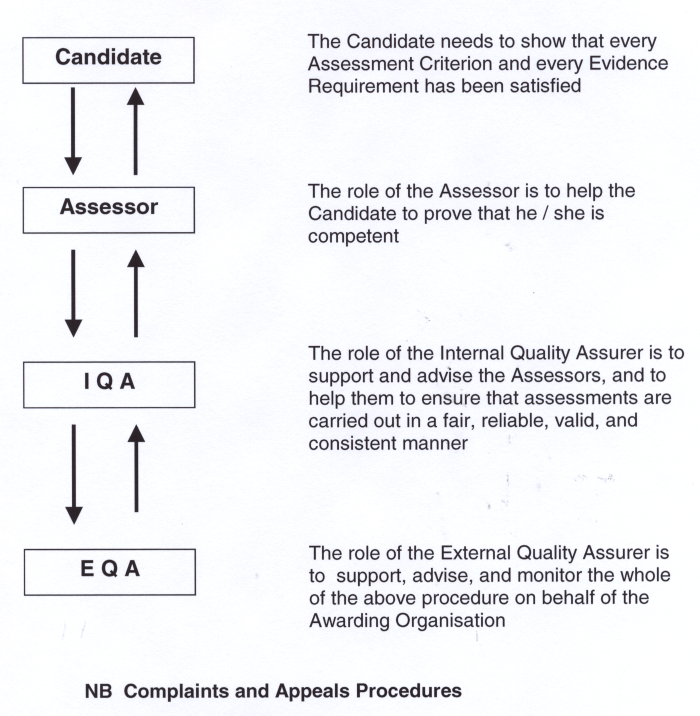 Candidate
The Candidate needs to show that every
Assessment Criterion and every Evidence
Requirement has been satisfied
Assessor
The role of the Assessor is to help the
Candidate to prove that he / she is
competent
I Q A
The role of the Internal Quality Assurer is to
support and advise the Assessors, and to
help them to ensure that assessments are
carried out in a fair, reliable, valid, and
consistent manner
E Q A
The role of the External Quality Assurer is
to support, advise, and monitor the whole
of the above procedure on behalf of the
Awarding Organisation
NB Complaints and Appeals Procedures